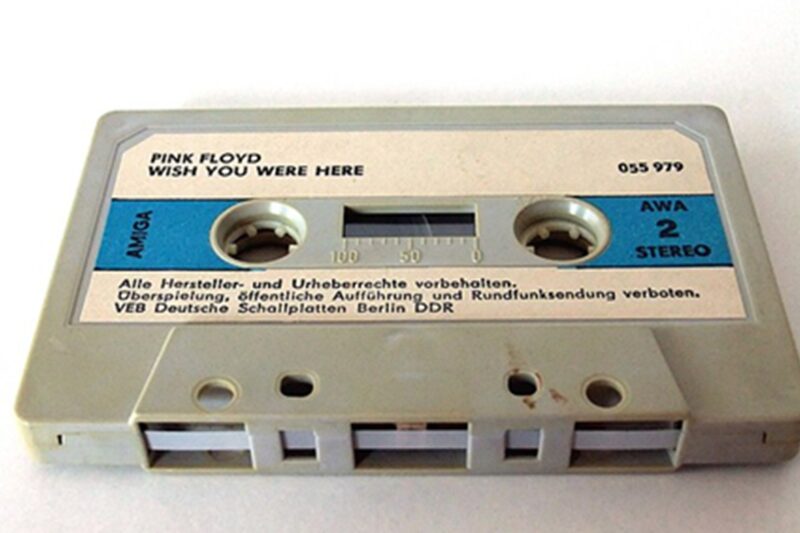 PINK FLOYD
WISH YOU WERE HERE
055 979
AMIGA
100 50 0
AWA
2
STEREO
Alle Hersteller- und Urheberrechte vorbehalten.
Überspielung, öffentliche Aufführung und Rundfunksendung verboten.
VEB Deutsche Schallplatten Berlin DDR